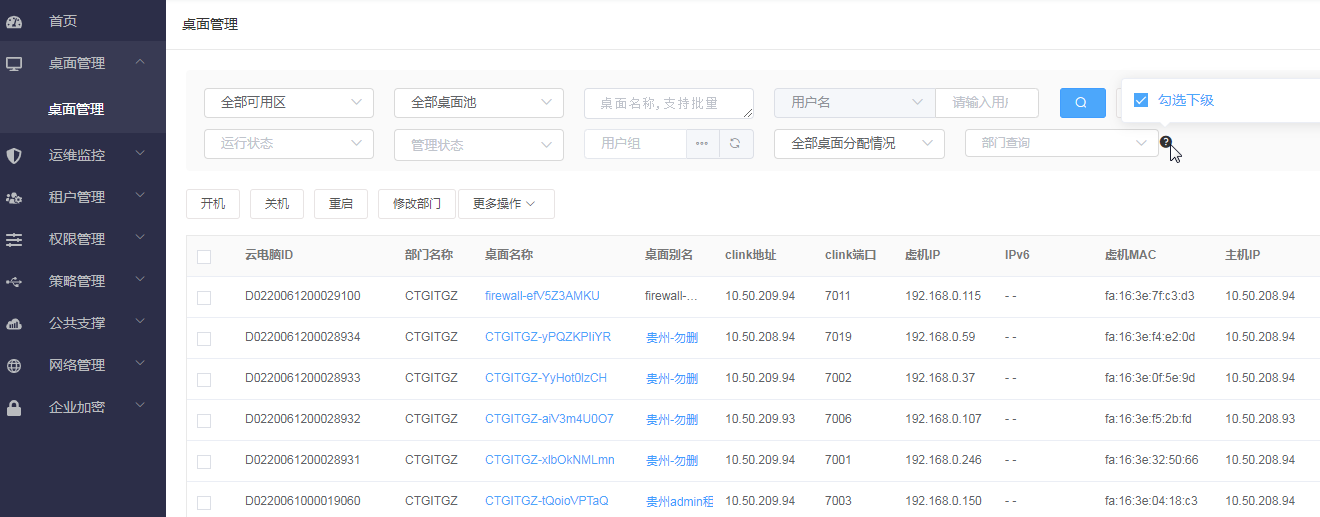 首页
桌面管理
桌面管理
运维监控
租户管理
权限管理
策略管理
公共支撑
网络管理
企业加密
桌面管理
全部可用区 全部桌面池 桌面名称,支持批量 用户名 请输入用户
勾选下级
运行状态 管理状态 用户组 全部桌面分配情况 部门查询
开机 关机 重启 修改部门 更多操作
云电脑ID 部门名称 桌面名称 桌面别名 clink地址 clink端口 虚机IP IPv6 虚机MAC 主机IP
D0220061200029100 CTGITGZ firewall-efV5Z3AMKU firewall-... 10.50.209.94 7011 192.168.0.115 - - fa:16:3e:7f:c3:d3 10.50.208.94
D0220061200028934 CTGITGZ CTGITGZ-yPQZKPIiYR 贵州-勿删 10.50.209.94 7019 192.168.0.59 - - fa:16:3e:f4:e2:0d 10.50.208.94
D0220061200028933 CTGITGZ CTGITGZ-YyHot0IzCH 贵州-勿删 10.50.209.94 7002 192.168.0.37 - - fa:16:3e:0f:5e:9d 10.50.208.94
D0220061200028932 CTGITGZ CTGITGZ-aiV3m4U0O7 贵州-勿删 10.50.209.93 7006 192.168.0.107 - - fa:16:3e:f5:2b:fd 10.50.208.93
D0220061200028931 CTGITGZ CTGITGZ-xlbOkNMLmn 贵州-勿删 10.50.209.94 7001 192.168.0.246 - - fa:16:3e:32:50:66 10.50.208.94
D0220061000019060 CTGITGZ CTGITGZ-tQoioVPTaQ 贵州admin租 10.50.209.94 7003 192.168.0.150 - - fa:16:3e:04:18:c3 10.50.208.94